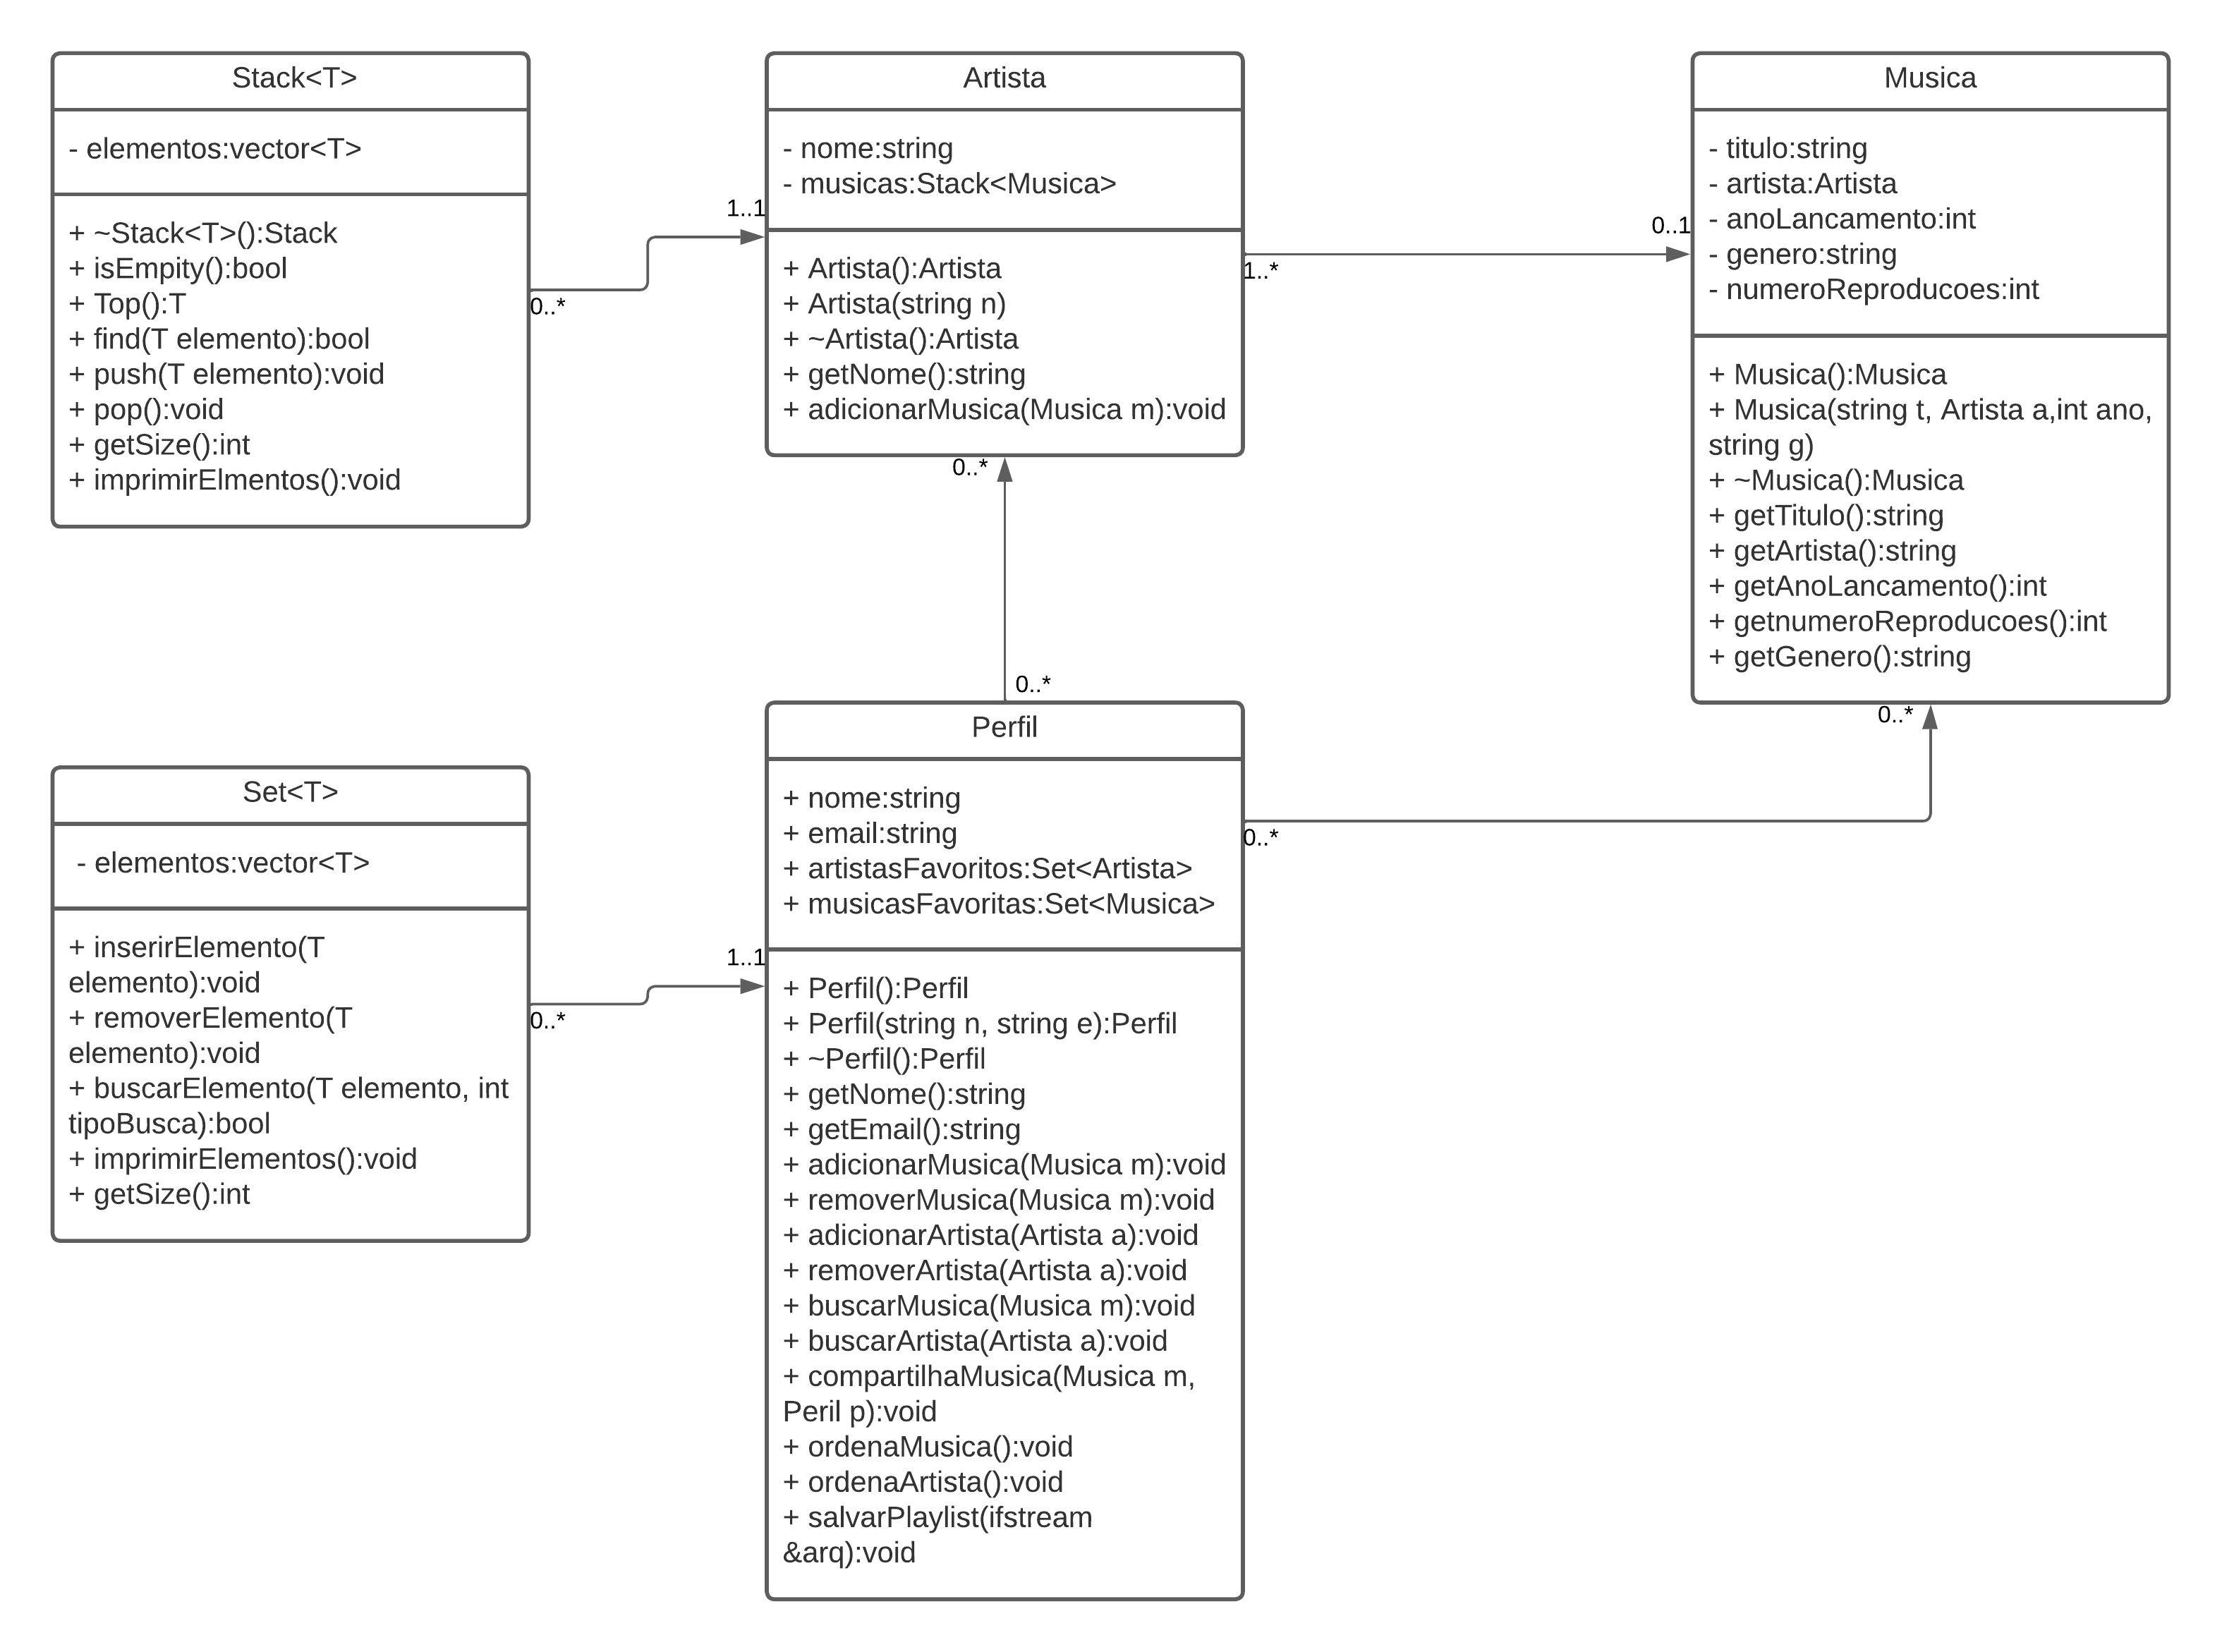 Stack<T>
- elementos:vector<T>
+ ~Stack<T>():Stack
+ isEmpity():bool
+ Top():T
+ find(T elemento):bool
+ push(T elemento):void
+ pop():void
+ getSize():int
+ imprimirElmentos():void
0..*
1..1
Artista
- nome:string
- musicas:Stack<Musica>
+ Artista():Artista
+ Artista(string n)
+ ~Artista():Artista
+ getNome():string
+ adicionarMusica(Musica m):void
1..*
0..1
Musica
- titulo:string
- artista:Artista
- anoLancamento:int
- genero:string
- numeroReproducoes:int
+ Musica():Musica
+ Musica(string t, Artista a,int ano,
string g)
+ ~Musica():Musica
+ getTitulo():string
+ getArtista():string
+ getAnoLancamento():int
+ getnumeroReproducoes():int
+ getGenero():string
0..*
0..*
0..*
Set<T>
- elementos:vector<T>
+ inserirElemento(T
elemento):void
+ removerElemento(T
elemento):void
+ buscarElemento(T elemento, int
tipoBusca):bool
+ imprimirElementos():void
+ getSize():int
0..*
1..1
Perfil
+ nome:string
+ email:string
+ artistasFavoritos:Set<Artista>
+ musicasFavoritas:Set<Musica>
+ Perfil():Perfil
+ Perfil(string n, string e):Perfil
+ ~Perfil():Perfil
+ getNome():string
+ getEmail():string
+ adicionarMusica(Musica m):void
+ removerMusica(Musica m):void
+ adicionarArtista(Artista a):void
+ removerArtista(Artista a):void
+ buscarMusica(Musica m):void
+ buscarArtista(Artista a):void
+ compartilhaMusica(Musica m,
Peril p):void
+ ordenaMusica():void
+ ordenaArtista():void
+ salvarPlaylist(ifstream
&arq):void
0..*